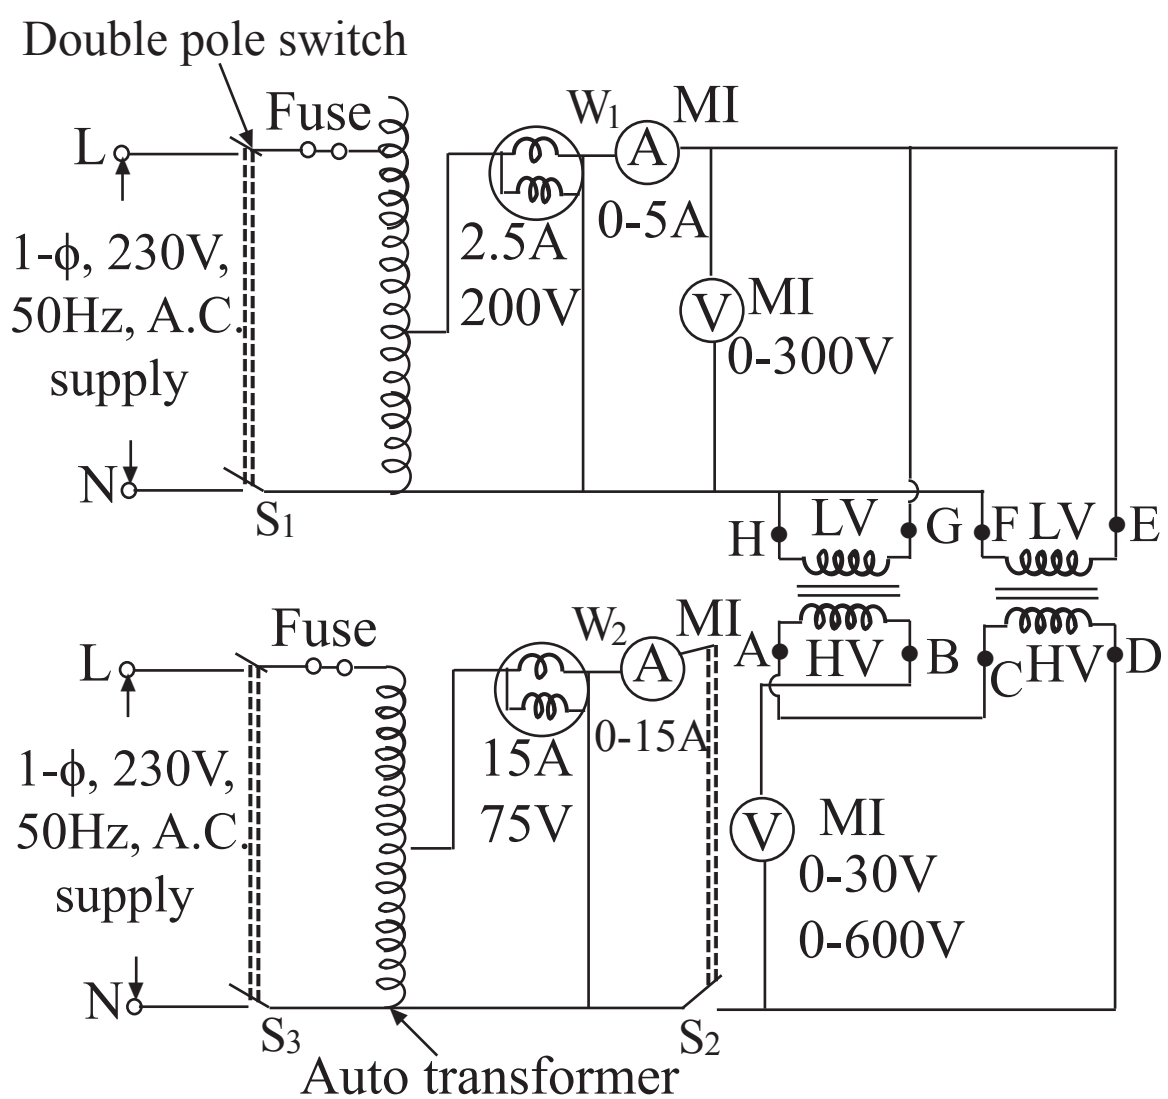 Double pole switch
Fuse
W1
MI
L
A
0-5A
1-ϕ, 230V,
50Hz, A.C.
supply
2.5A
200V
V
MI
0-300V
N
S1
H
LV
G
F
LV
E
Fuse
W2
MI
L
A
A
HV
B
C
HV
D
0-15A
1-ϕ, 230V,
50Hz, A.C.
supply
15A
75V
V
MI
0-30V
0-600V
N
S3
S2
Auto transformer